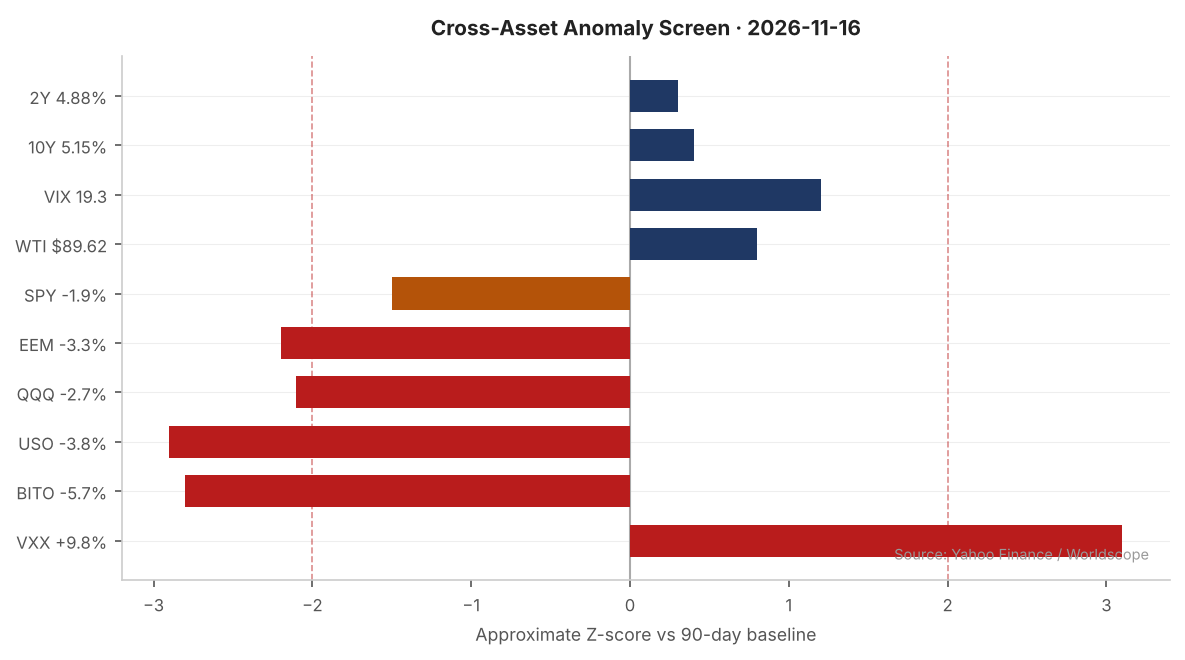 Cross-Asset Anomaly Screen · 2026-11-16
2Y 4.88%
10Y 5.15%
VIX 19.3
WTI $89.62
SPY -1.9%
EEM -3.3%
QQQ -2.7%
USO -3.8%
BITO -5.7%
VXX +9.8%
Source: Yahoo Finance / Worldscope
−3
−2
−1
0
1
2
3
Approximate Z-score vs 90-day baseline